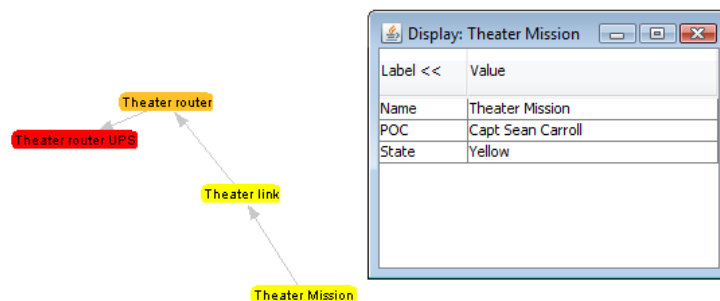 Theater router
Theater router UPS
Theater link
Theater Mission
Display: Theater Mission
Label << Value
Name Theater Mission
POC Capt Sean Carroll
State Yellow